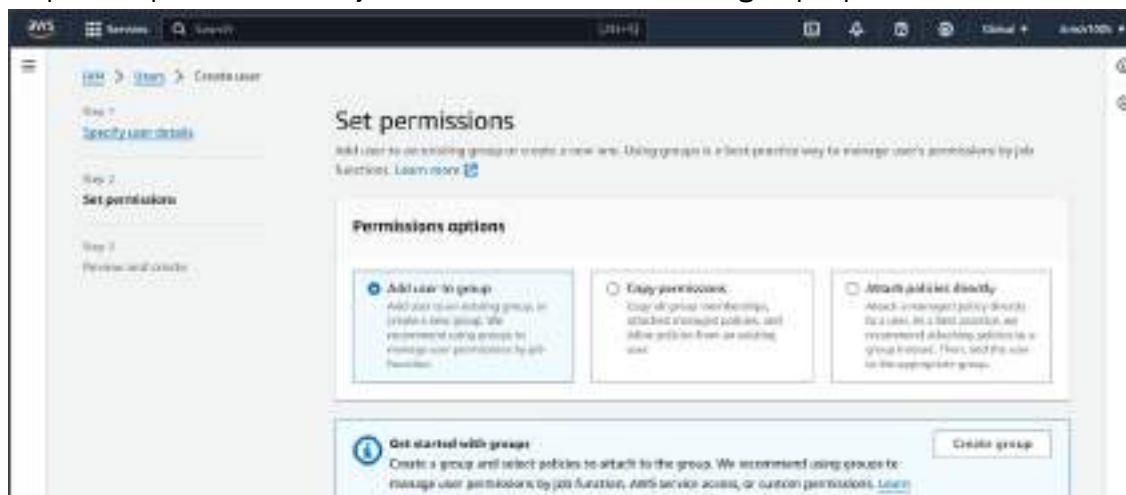 aws Services Search Global
IAM > Users > Create user
Step 1
Specify user details
Step 2
Set permissions
Step 3
Review and create
Set permissions
Add user to an existing group or create a new one. Using groups is a best-practice way to manage user's permissions by job
functions. Learn more
Permissions options
Add user to group
Add user to an existing group, or
create a new group. We
recommend using groups to
manage user permissions by job
function.
Copy permissions
Copy all group memberships,
attached managed policies, and
inline policies from an existing
user.
Attach policies directly
Attach a managed policy directly
to a user. As a best practice, we
recommend attaching policies to a
group instead. Then, add the user
to the appropriate group.
Get started with groups
Create group
Create a group and select policies to attach to the group. We recommend using groups to
manage user permissions by job function, AWS service access, or custom permissions. Learn